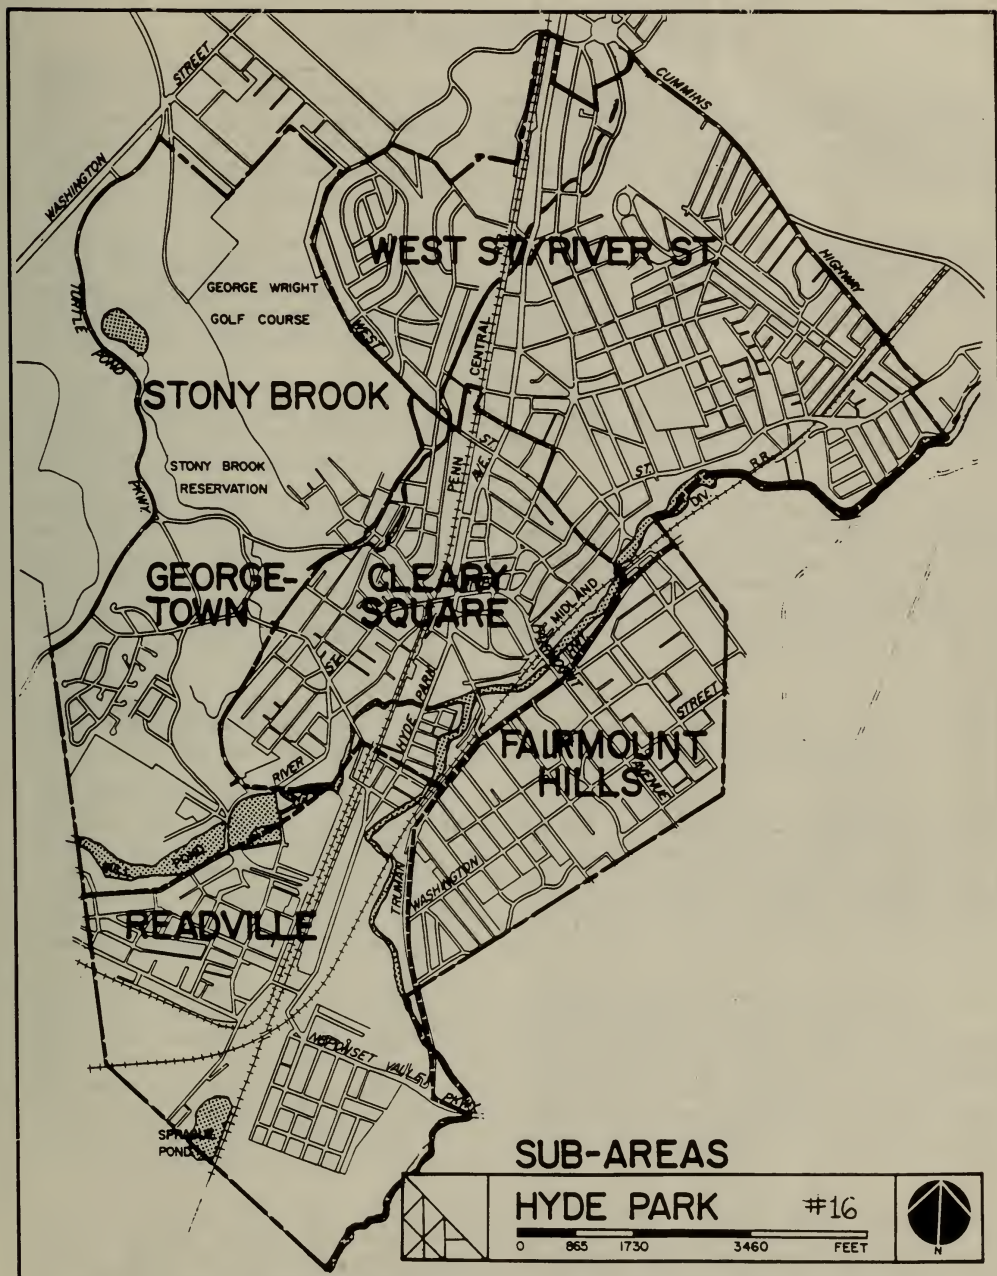 STREET
WASHINGTON
CUMMINS
HIGHWAY
WEST ST./RIVER ST.
GEORGE WRIGHT
GOLF COURSE
TURTLE
POND
PKWY.
WEST
ST.
CENTRAL
PENN
AVE.
STONY BROOK
STONY BROOK
RESERVATION
ST.
R.R.
DIV.
MIDLAND
GEORGE-
TOWN
CLEARY
SQUARE
ST.
HYDE PARK
RIVER
STREET
FAIRMOUNT
HILLS
AVENUE
MILL
POND
TRUMAN
WASHINGTON
READVILLE
NEPONSET VALLEY
PKWY.
SPRAGUE
POND
SUB-AREAS
HYDE PARK #16
0 865 1730 3460 FEET
N